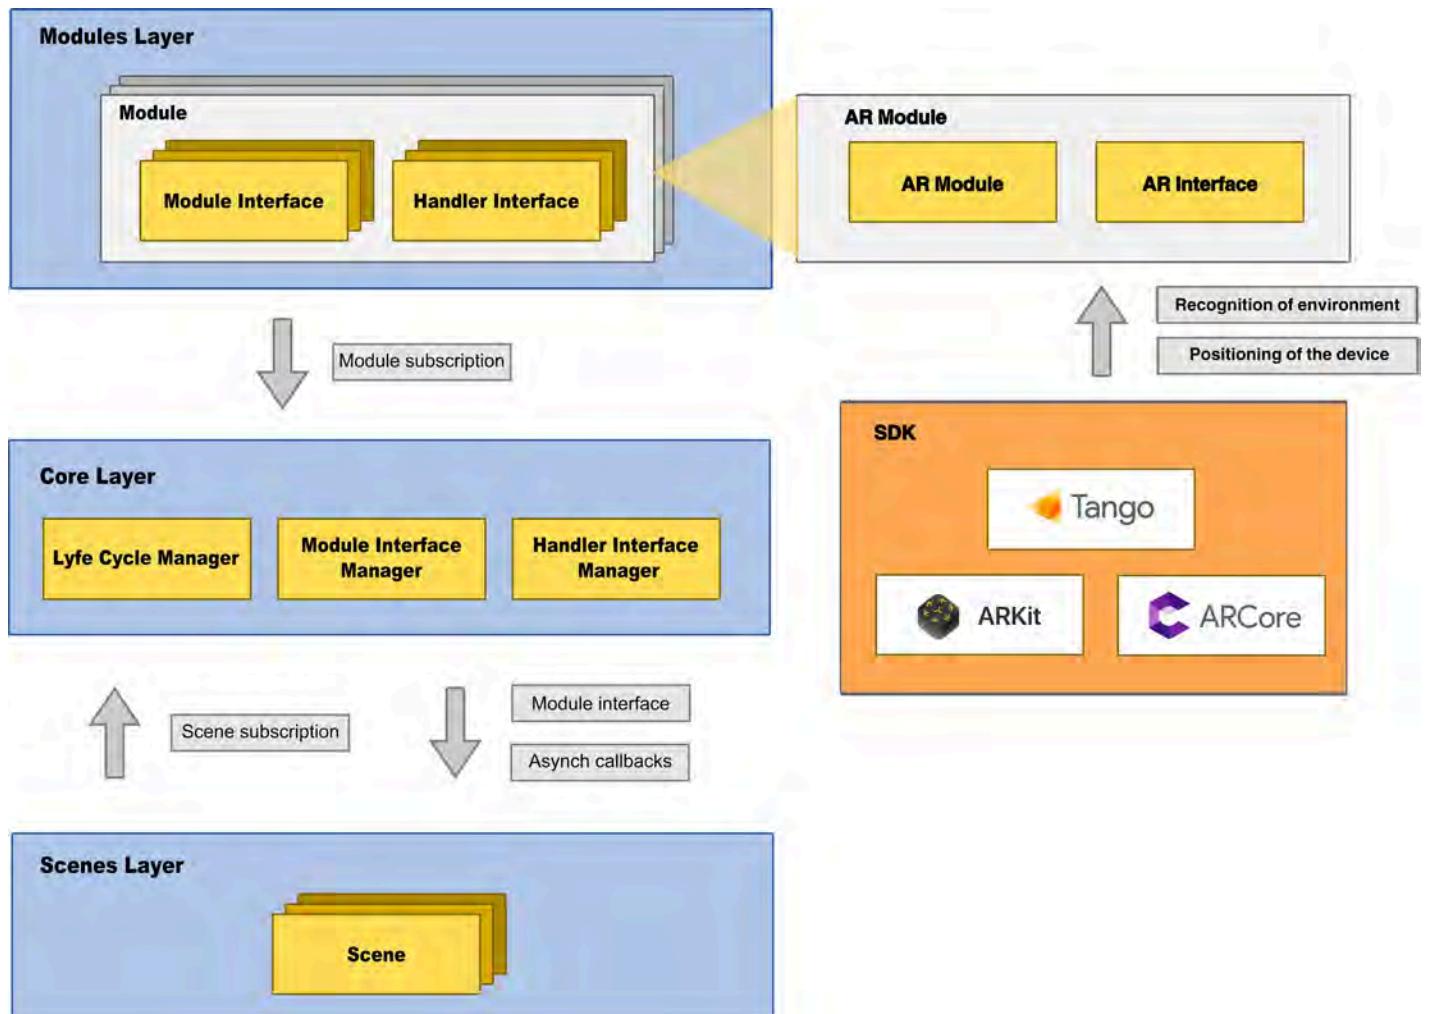 Modules Layer
Module
Module Interface
Handler Interface
AR Module
AR Module
AR Interface
Module subscription
Recognition of environment
Positioning of the device
Core Layer
Lyfe Cycle Manager
Module Interface
Manager
Handler Interface
Manager
SDK
Tango
ARKit
ARCore
Scene subscription
Module interface
Asynch callbacks
Scenes Layer
Scene